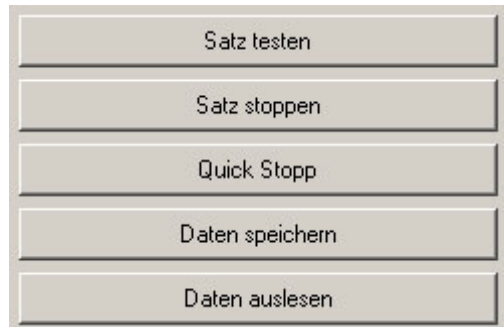 Satz testen
Satz stoppen
Quick Stopp
Daten speichern
Daten auslesen